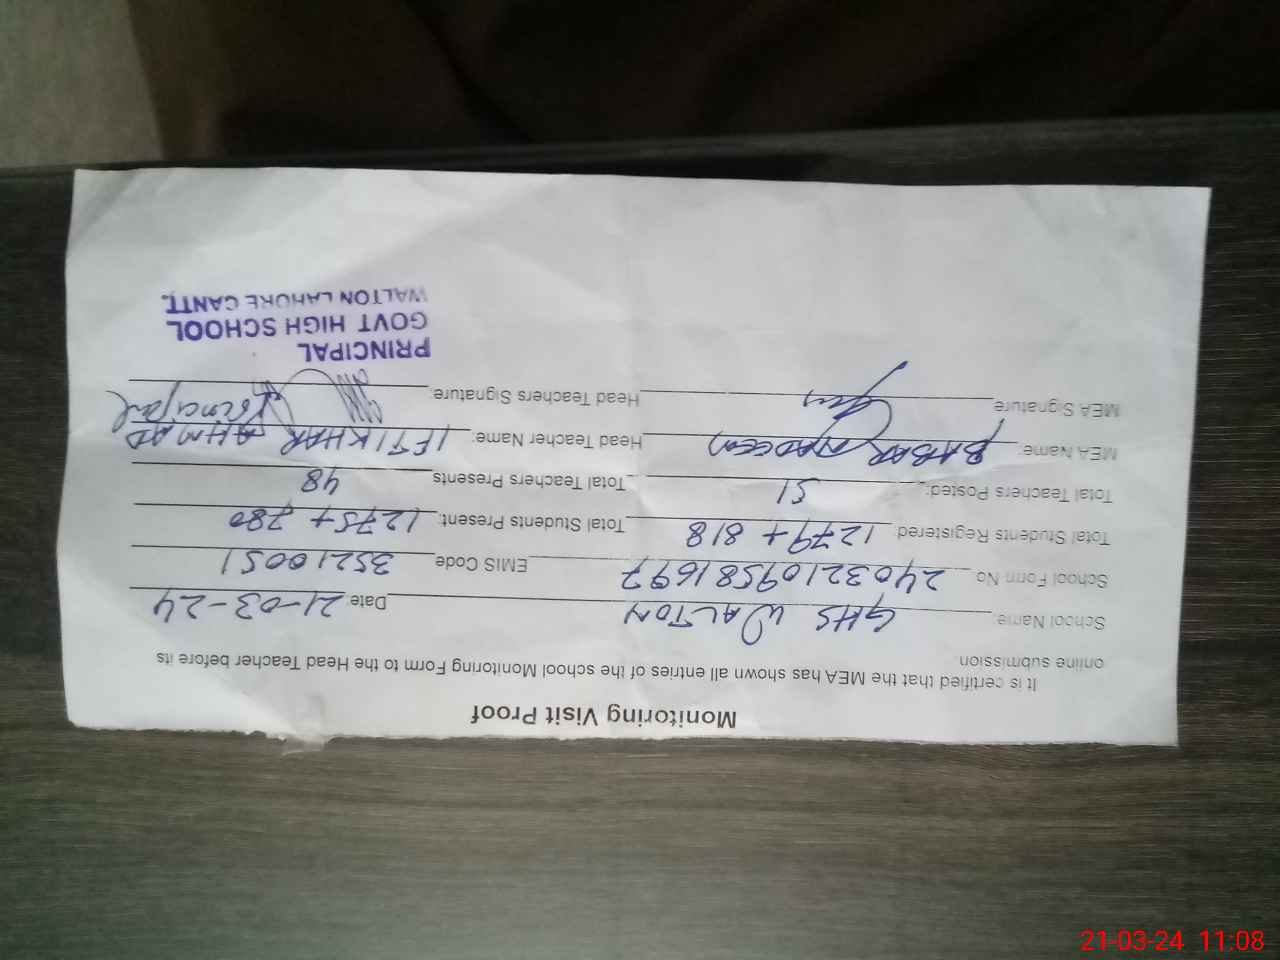 Monitoring Visit Proof
It is certified that the MEA has shown all entries of the school Monitoring Form to the Head Teacher before its
online submission.
School Name: GHS WALTON Date: 21-03-24
School Form No 24032109581697 EMIS Code 35210051
Total Students Registered: 1279+ 818 Total Students Present: 1275+ 780
Total Teachers Posted: 51 Total Teachers Presents 48
MEA Name: BABAR Head Teacher Name: IFTIKHAR AHMAD
MEA Signature Head Teachers Signature: Principal
PRINCIPAL
GOVT HIGH SCHOOL
WALTON LAHORE CANTT.
21-03-24 11:08